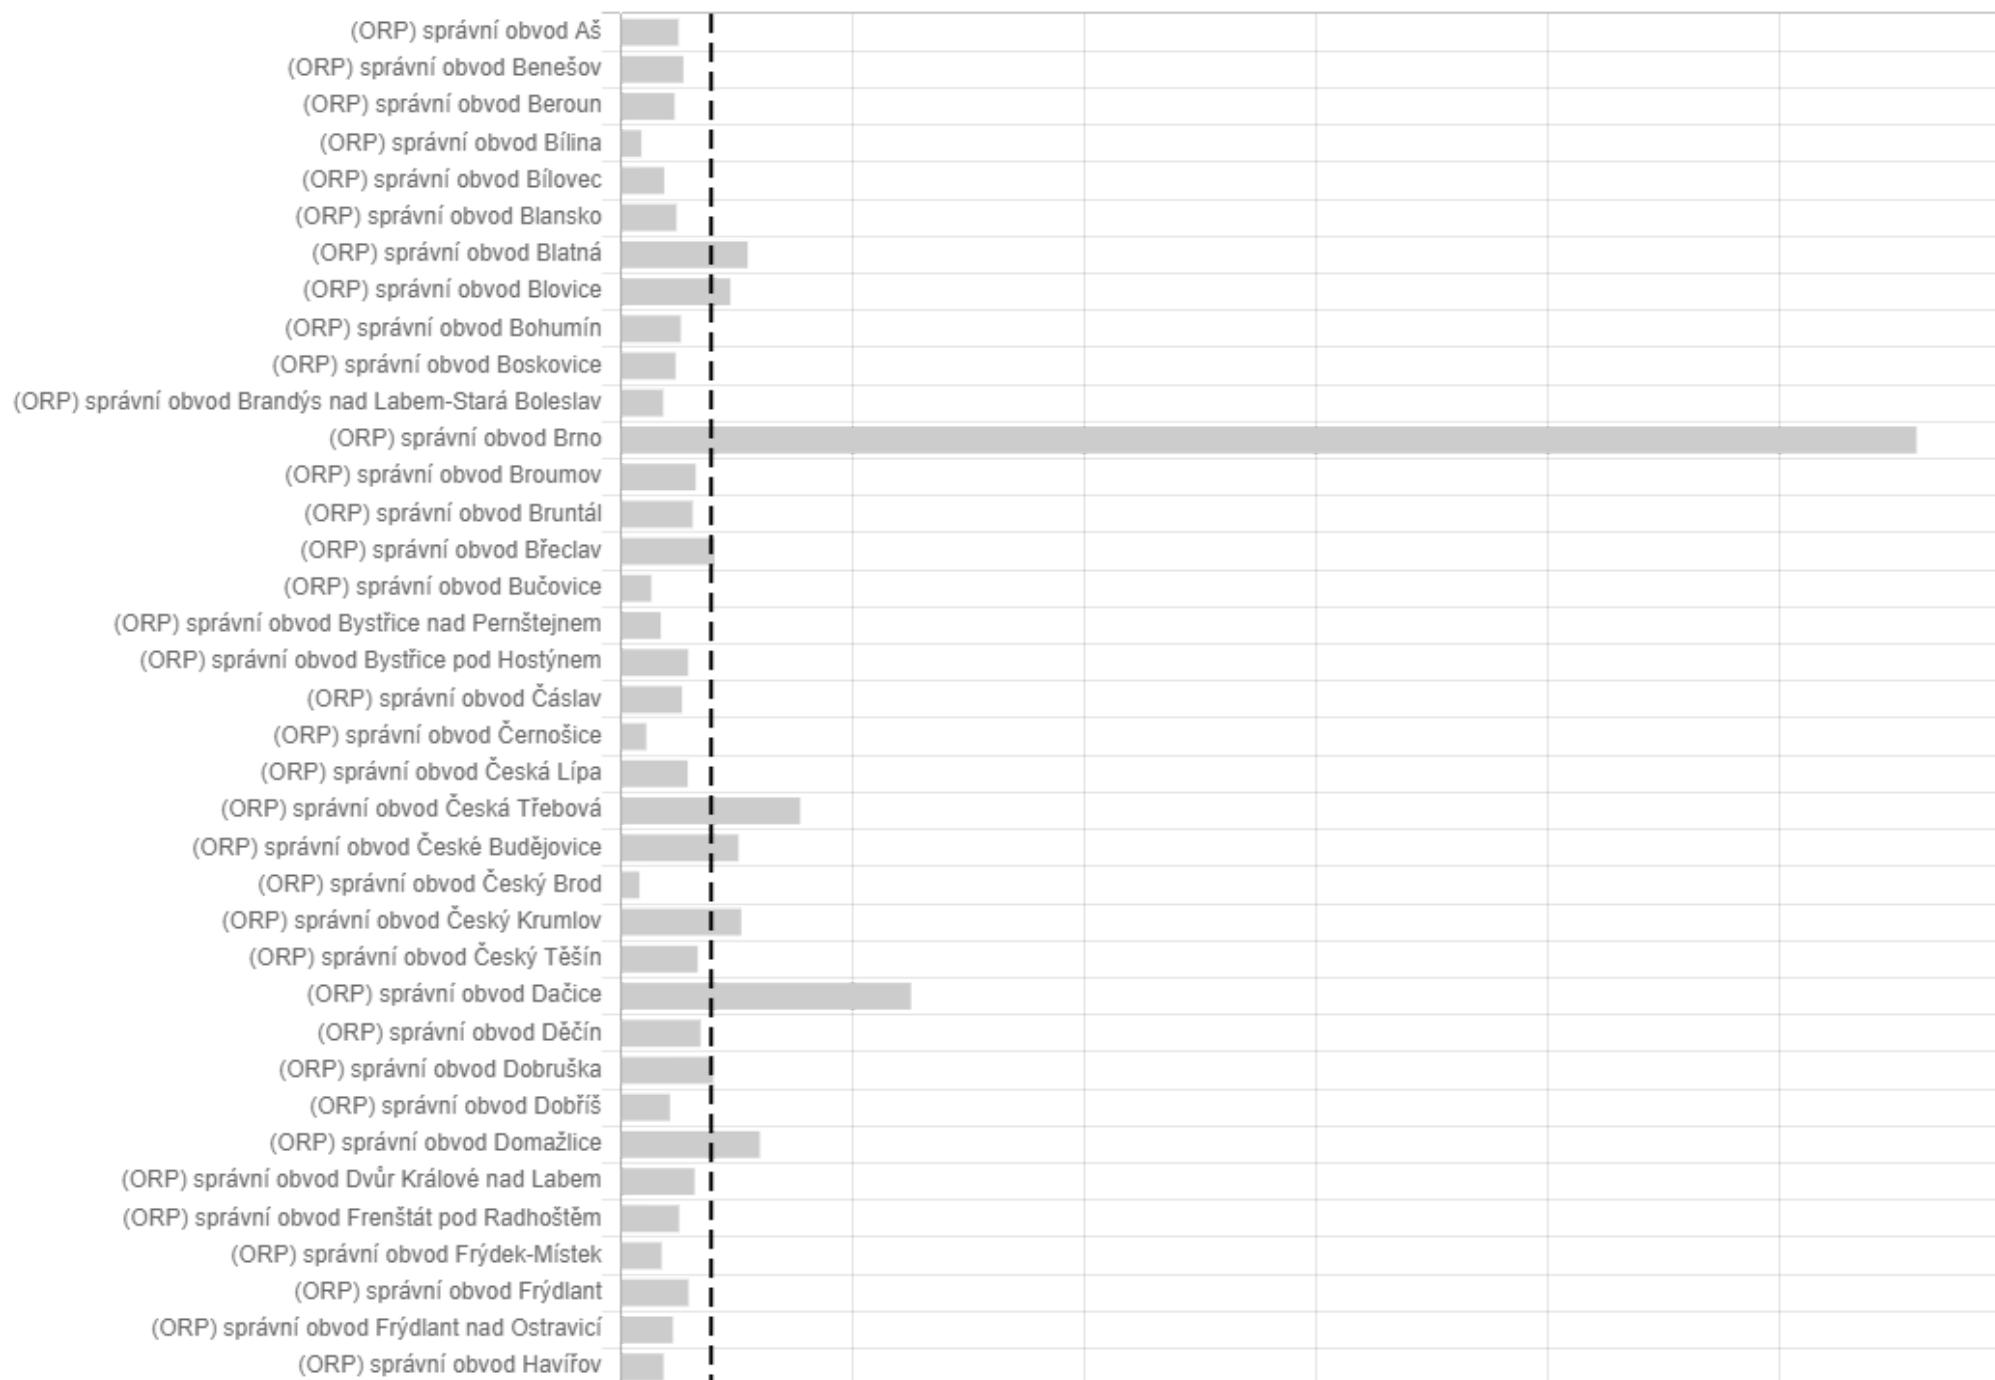 (ORP) správní obvod Aš
(ORP) správní obvod Benešov
(ORP) správní obvod Beroun
(ORP) správní obvod Bílina
(ORP) správní obvod Bílovec
(ORP) správní obvod Blansko
(ORP) správní obvod Blatná
(ORP) správní obvod Blovice
(ORP) správní obvod Bohumín
(ORP) správní obvod Boskovice
(ORP) správní obvod Brandýs nad Labem-Stará Boleslav
(ORP) správní obvod Brno
(ORP) správní obvod Broumov
(ORP) správní obvod Bruntál
(ORP) správní obvod Břeclav
(ORP) správní obvod Bučovice
(ORP) správní obvod Bystřice nad Pernštejnem
(ORP) správní obvod Bystřice pod Hostýnem
(ORP) správní obvod Čáslav
(ORP) správní obvod Černošice
(ORP) správní obvod Česká Lípa
(ORP) správní obvod Česká Třebová
(ORP) správní obvod České Budějovice
(ORP) správní obvod Český Brod
(ORP) správní obvod Český Krumlov
(ORP) správní obvod Český Těšín
(ORP) správní obvod Dačice
(ORP) správní obvod Děčín
(ORP) správní obvod Dobruška
(ORP) správní obvod Dobříš
(ORP) správní obvod Domažlice
(ORP) správní obvod Dvůr Králové nad Labem
(ORP) správní obvod Frenštát pod Radhoštěm
(ORP) správní obvod Frýdek-Místek
(ORP) správní obvod Frýdlant
(ORP) správní obvod Frýdlant nad Ostravicí
(ORP) správní obvod Havířov